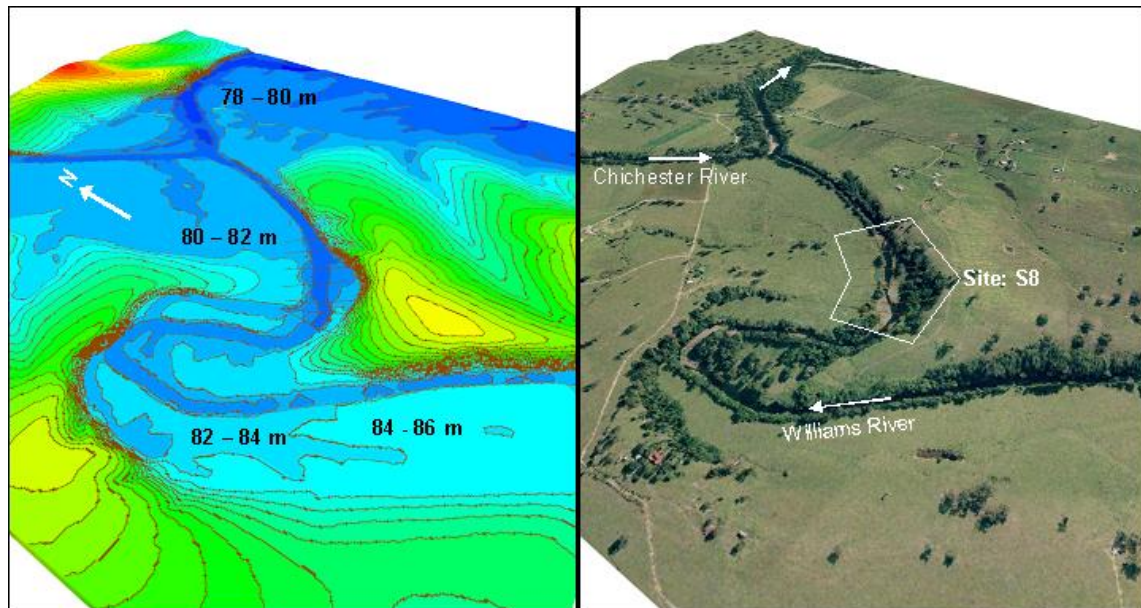 78 – 80 m
N
80 – 82 m
82 – 84 m
84 - 86 m
Chichester River
Site: S8
Williams River